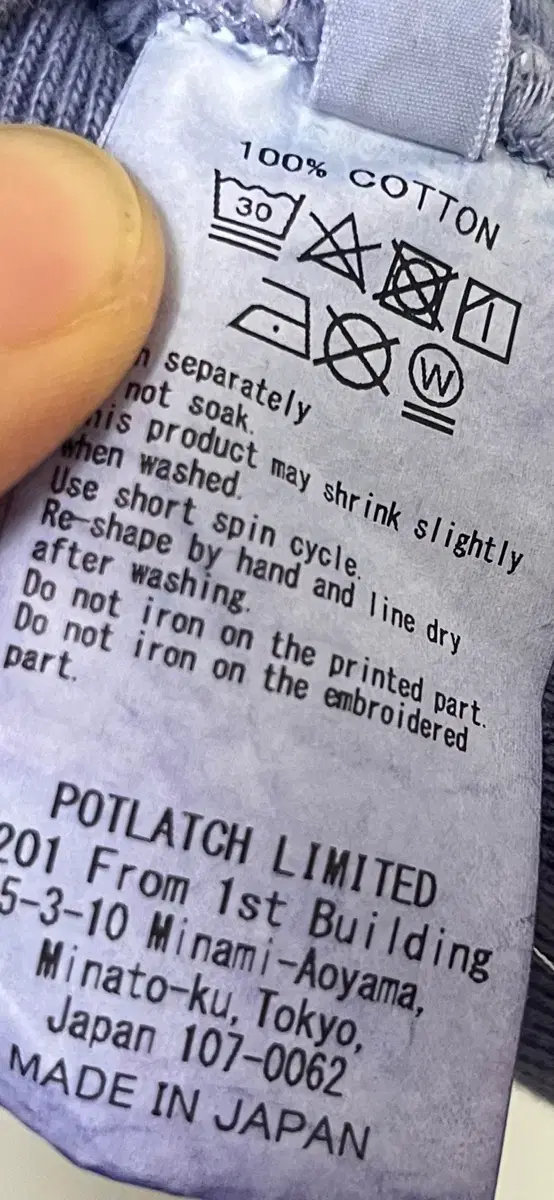 100% COTTON
30
W
separately
not soak.
product may shrink slightly
when washed.
Use short spin cycle.
Re-shape by hand and line dry
after washing.
Do not iron on the printed part.
Do not iron on the embroidered
part.
POTLATCH LIMITED
201 From 1st Building
5-3-10 Minami-Aoyama,
Minato-ku, Tokyo,
Japan 107-0062
MADE IN JAPAN